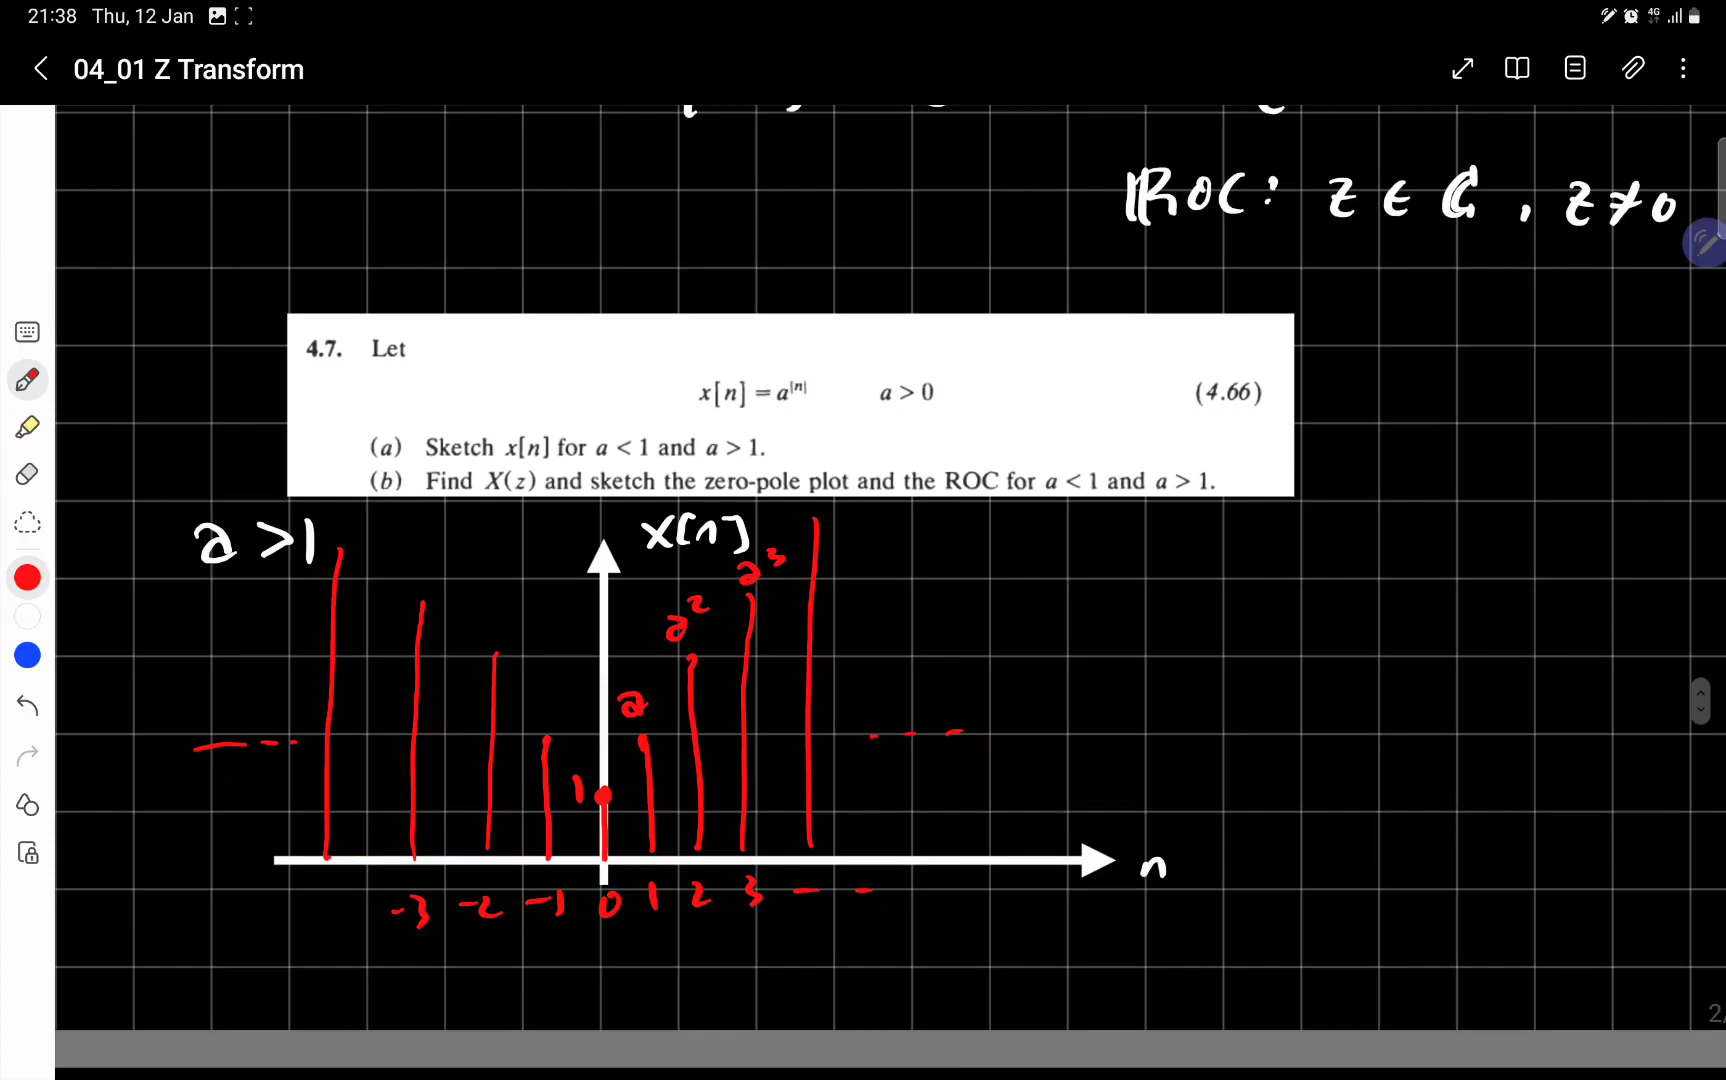 21:38 Thu, 12 Jan
4G
04_01 Z Transform
ROC: z ∈ ℂ, z ≠ 0
4.7. Let
x[n] = a^|n| a > 0 (4.66)
(a) Sketch x[n] for a < 1 and a > 1.
(b) Find X(z) and sketch the zero-pole plot and the ROC for a < 1 and a > 1.
a > 1
x[n]
a³
a²
a
1
n
-3 -2 -1 0 1 2 3 - -